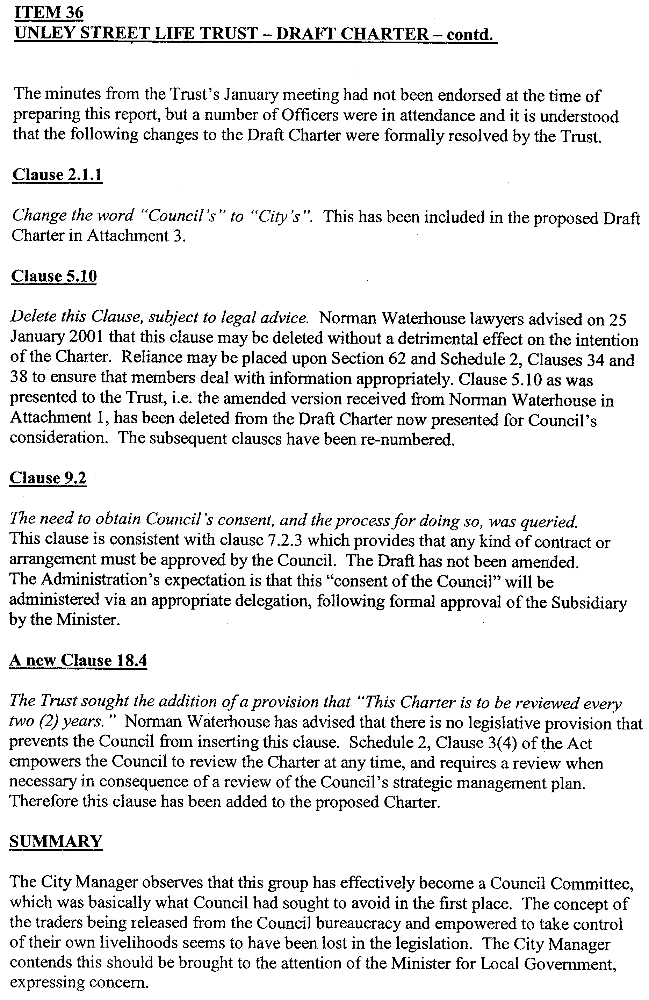 ITEM 36
UNLEY STREET LIFE TRUST – DRAFT CHARTER – contd.
The minutes from the Trust's January meeting had not been endorsed at the time of
preparing this report, but a number of Officers were in attendance and it is understood
that the following changes to the Draft Charter were formally resolved by the Trust.
Clause 2.1.1
Change the word "Council's" to "City's". This has been included in the proposed Draft
Charter in Attachment 3.
Clause 5.10
Delete this Clause, subject to legal advice. Norman Waterhouse lawyers advised on 25
January 2001 that this clause may be deleted without a detrimental effect on the intention
of the Charter. Reliance may be placed upon Section 62 and Schedule 2, Clauses 34 and
38 to ensure that members deal with information appropriately. Clause 5.10 as was
presented to the Trust, i.e. the amended version received from Norman Waterhouse in
Attachment 1, has been deleted from the Draft Charter now presented for Council's
consideration. The subsequent clauses have been re-numbered.
Clause 9.2
The need to obtain Council's consent, and the process for doing so, was queried.
This clause is consistent with clause 7.2.3 which provides that any kind of contract or
arrangement must be approved by the Council. The Draft has not been amended.
The Administration's expectation is that this "consent of the Council" will be
administered via an appropriate delegation, following formal approval of the Subsidiary
by the Minister.
A new Clause 18.4
The Trust sought the addition of a provision that "This Charter is to be reviewed every
two (2) years." Norman Waterhouse has advised that there is no legislative provision that
prevents the Council from inserting this clause. Schedule 2, Clause 3(4) of the Act
empowers the Council to review the Charter at any time, and requires a review when
necessary in consequence of a review of the Council's strategic management plan.
Therefore this clause has been added to the proposed Charter.
SUMMARY
The City Manager observes that this group has effectively become a Council Committee,
which was basically what Council had sought to avoid in the first place. The concept of
the traders being released from the Council bureaucracy and empowered to take control
of their own livelihoods seems to have been lost in the legislation. The City Manager
contends this should be brought to the attention of the Minister for Local Government,
expressing concern.